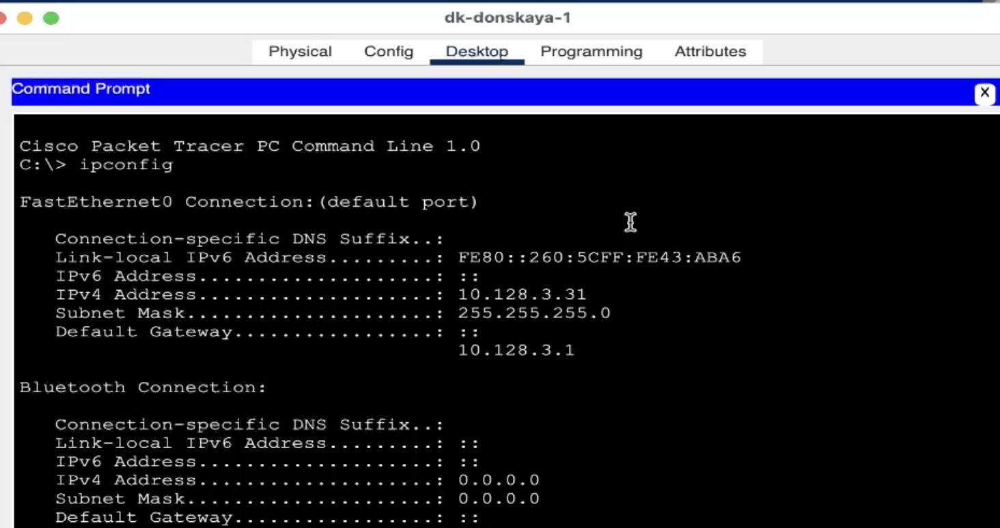 dk-donskaya-1
Physical Config Desktop Programming Attributes
Command Prompt
X
Cisco Packet Tracer PC Command Line 1.0
C:\> ipconfig
FastEthernet0 Connection:(default port)
Connection-specific DNS Suffix..:
Link-local IPv6 Address.........: FE80::260:5CFF:FE43:ABA6
IPv6 Address....................: ::
IPv4 Address....................: 10.128.3.31
Subnet Mask.....................: 255.255.255.0
Default Gateway.................: ::
10.128.3.1
Bluetooth Connection:
Connection-specific DNS Suffix..:
Link-local IPv6 Address.........: ::
IPv6 Address....................: ::
IPv4 Address....................: 0.0.0.0
Subnet Mask.....................: 0.0.0.0
Default Gateway.................: ::